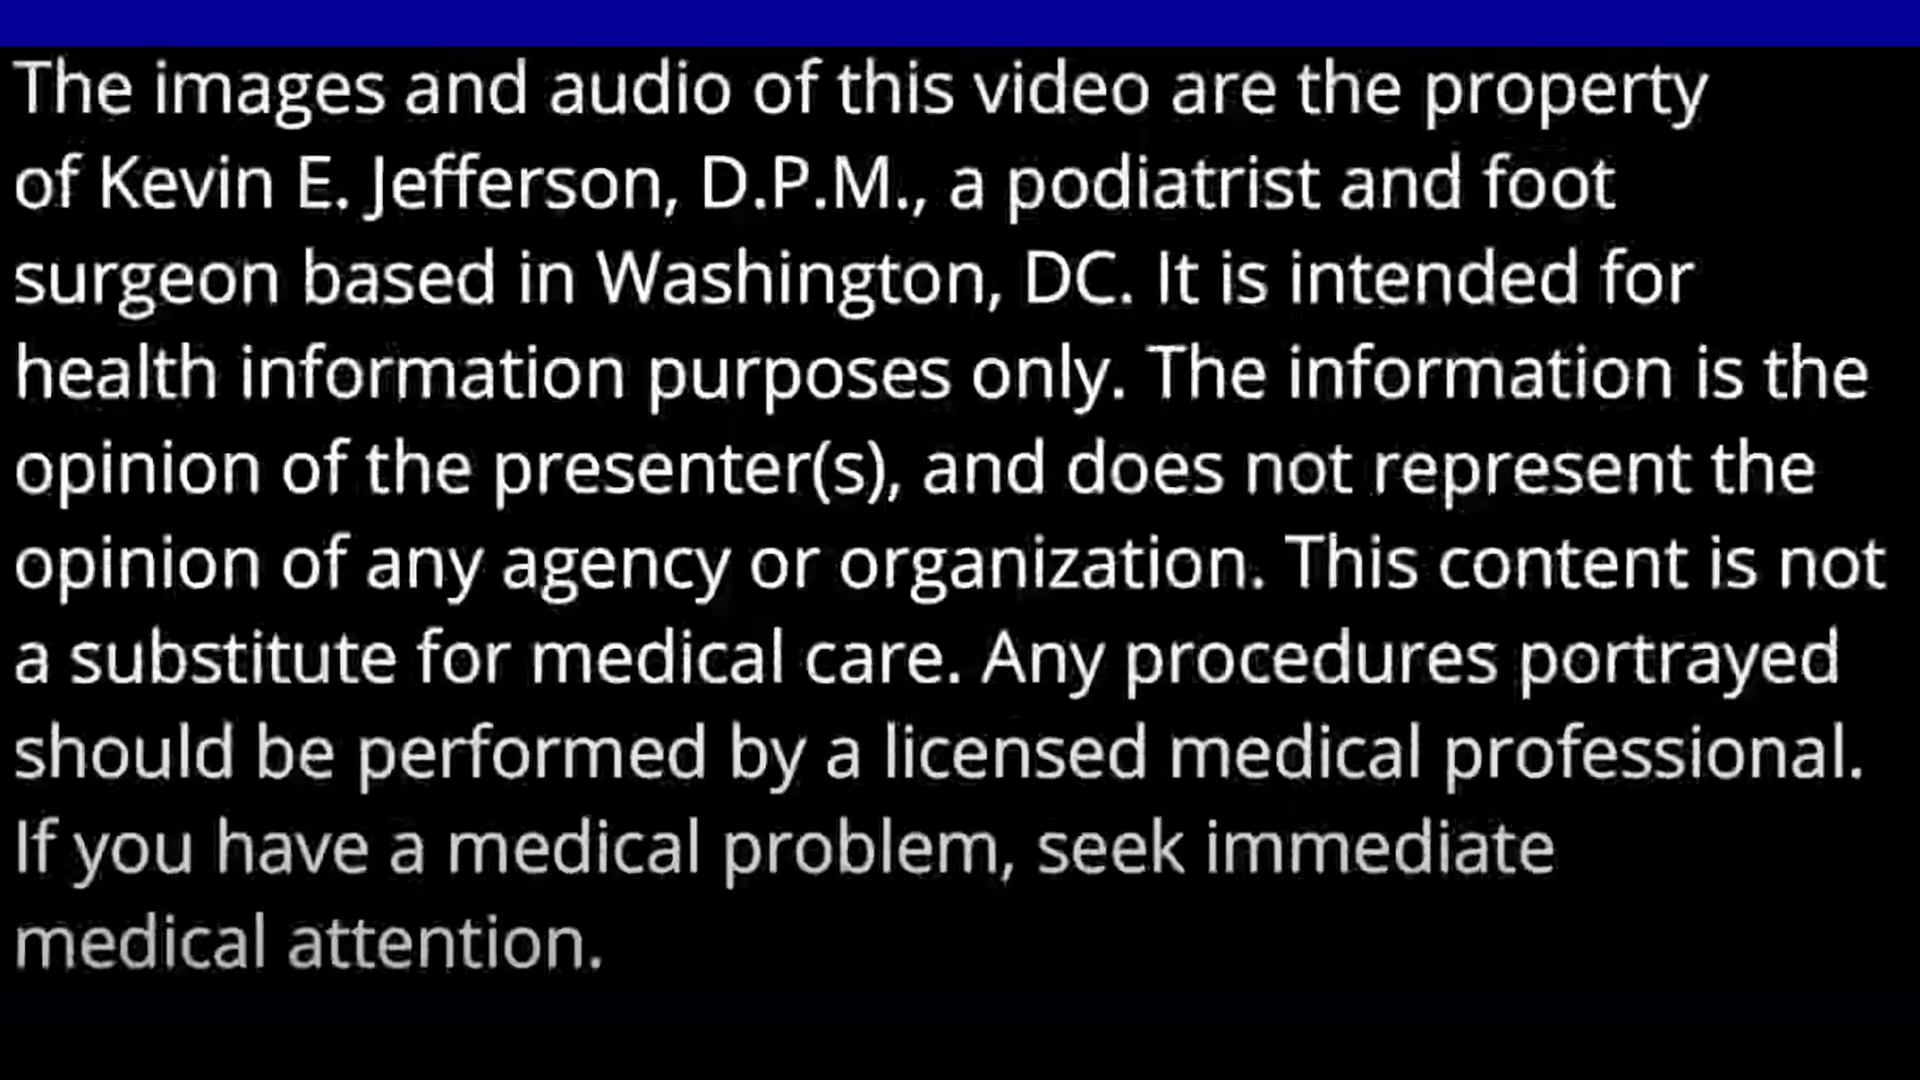 The images and audio of this video are the property
of Kevin E. Jefferson, D.P.M., a podiatrist and foot
surgeon based in Washington, DC. It is intended for
health information purposes only. The information is the
opinion of the presenter(s), and does not represent the
opinion of any agency or organization. This content is not
a substitute for medical care. Any procedures portrayed
should be performed by a licensed medical professional.
If you have a medical problem, seek immediate
medical attention.